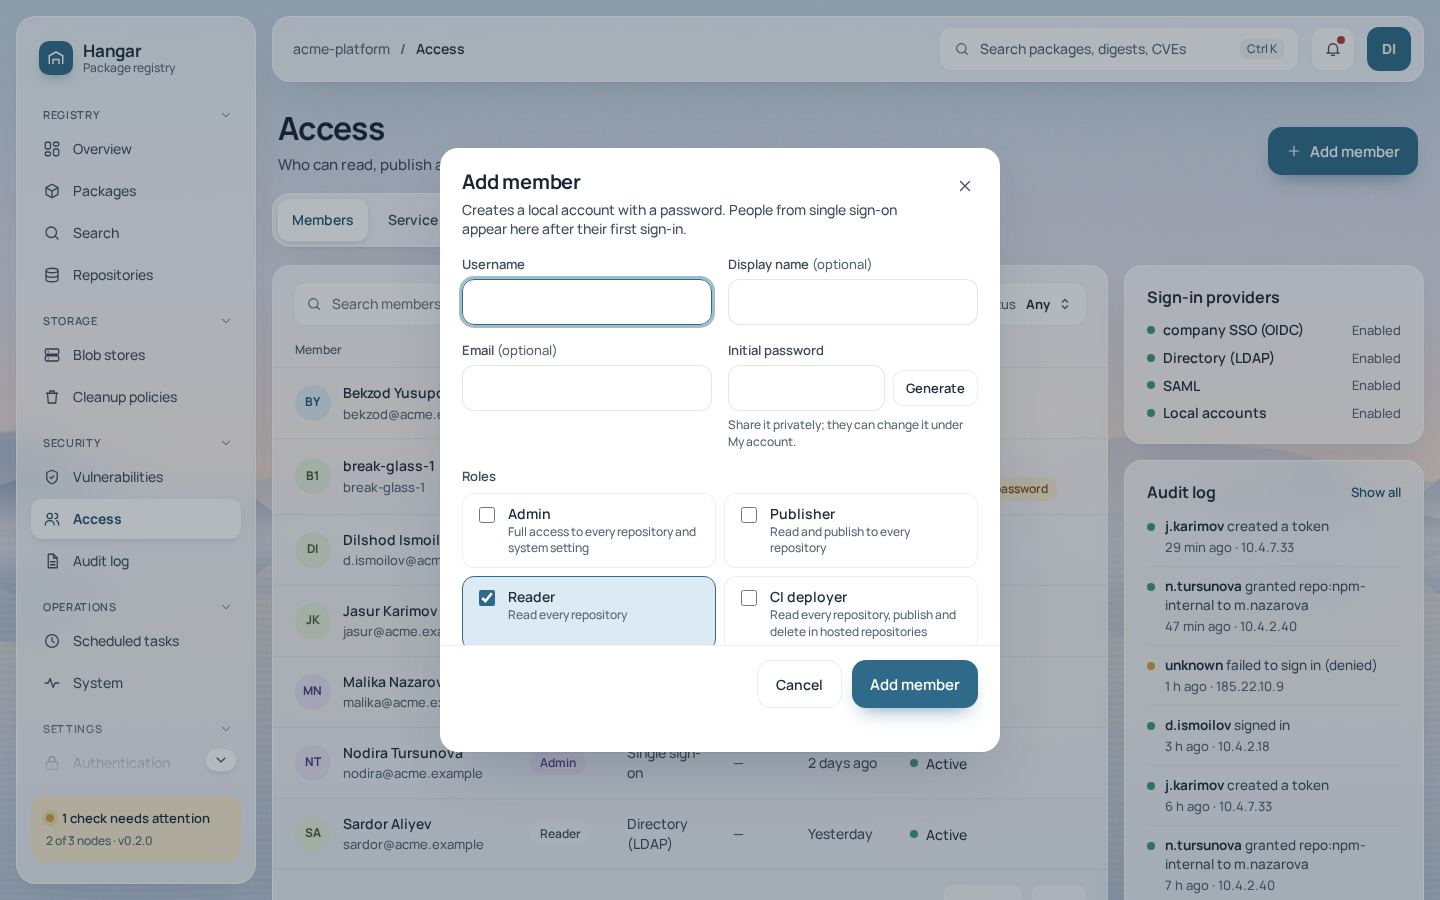 Hangar
Package registry
REGISTRY
Overview
Packages
Search
Repositories
STORAGE
Blob stores
Cleanup policies
SECURITY
Vulnerabilities
Access
Audit log
OPERATIONS
Scheduled tasks
System
SETTINGS
Authentication
1 check needs attention
2 of 3 nodes · v0.2.0
acme-platform / Access
Search packages, digests, CVEs
Ctrl K
DI
Access
Who can read, publish
Add member
Members
Service
Search members
Any
Member
BY
Bekzod
bekzod@acme.e
B1
break-glass-1
break-glass-1
DI
Dilshod Ismoil
d.ismoilov@acm
JK
Jasur Karimov
jasur@acme.exa
MN
Malika Nazarov
malika@acme.e
NT
Nodira Tursunova
nodira@acme.example
Admin
Single sign-
on
—
2 days ago
Active
SA
Sardor Aliyev
sardor@acme.example
Reader
Directory
(LDAP)
—
Yesterday
Active
Add member
Creates a local account with a password. People from single sign-on
appear here after their first sign-in.
Username
Display name (optional)
Email (optional)
Initial password
Generate
Share it privately; they can change it under
My account.
Roles
Admin
Full access to every repository and
system setting
Publisher
Read and publish to every
repository
Reader
Read every repository
CI deployer
Read every repository, publish and
delete in hosted repositories
Cancel
Add member
Sign-in providers
company SSO (OIDC)
Enabled
Directory (LDAP)
Enabled
SAML
Enabled
Local accounts
Enabled
Audit log
Show all
j.karimov created a token
29 min ago · 10.4.7.33
n.tursunova granted repo:npm-
internal to m.nazarova
47 min ago · 10.4.2.40
unknown failed to sign in (denied)
1 h ago · 185.22.10.9
d.ismoilov signed in
3 h ago · 10.4.2.18
j.karimov created a token
6 h ago · 10.4.7.33
n.tursunova granted repo:npm-
internal to m.nazarova
7 h ago · 10.4.2.40